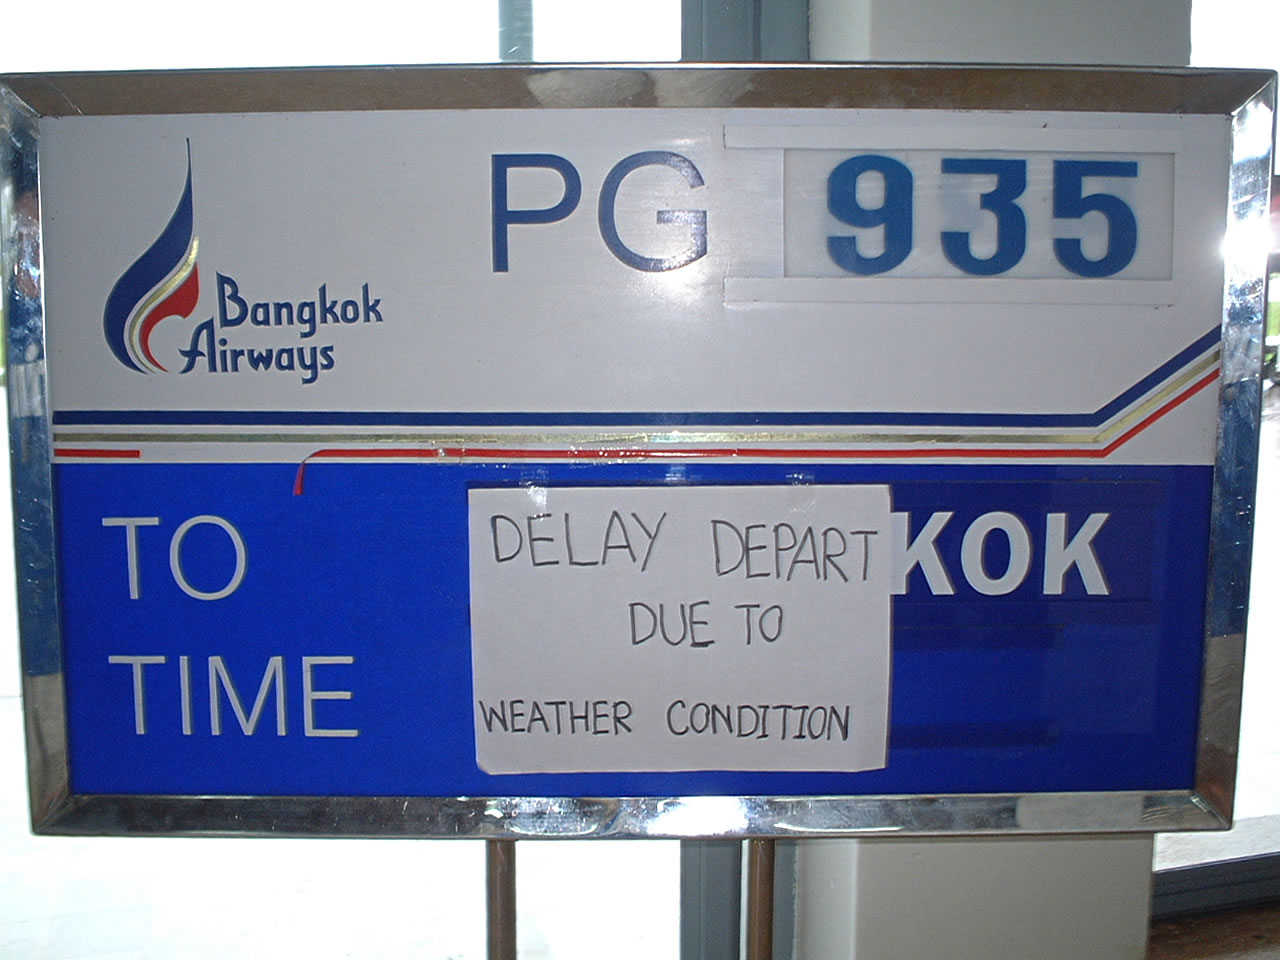 Bangkok
Airways
PG 935
TO
DELAY DEPART
KOK
DUE TO
TIME
WEATHER CONDITION